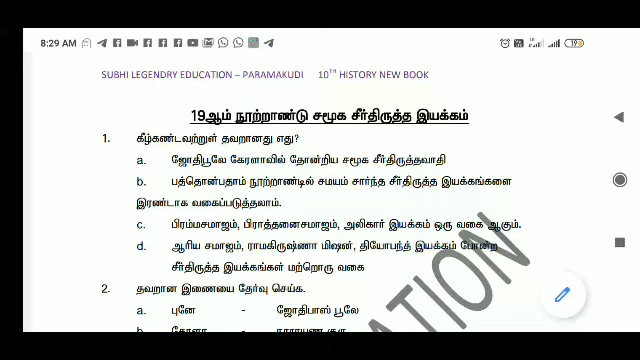 8:29 AM
19
SUBHI LEGENDRY EDUCATION – PARAMAKUDI 10TH HISTORY NEW BOOK
19ஆம் நூற்றாண்டு சமூக சீர்திருத்த இயக்கம்
1. கீழ்கண்டவற்றுள் தவறானது எது?
a. ஜோதிபூலே கேரளாவில் தோன்றிய சமூக சீர்திருத்தவாதி
b. பத்தொன்பதாம் நூற்றாண்டில் சமயம் சார்ந்த சீர்திருத்த இயக்கங்களை
இரண்டாக வகைப்படுத்தலாம்.
c. பிரம்மசமாஜம், பிராத்தனைசமாஜம், அலிகார் இயக்கம் ஒரு வகை ஆகும்.
d. ஆரிய சமாஜம், ராமகிருஷ்ணா மிஷன், தியோபந்த் இயக்கம் போன்ற
சீர்திருத்த இயக்கங்கள் மற்றொரு வகை
2. தவறான இணையை தேர்வு செய்க.
a. புனே - ஜோதிபாஸ் பூலே
b. கேரளா - நாராயண குரு
ATION